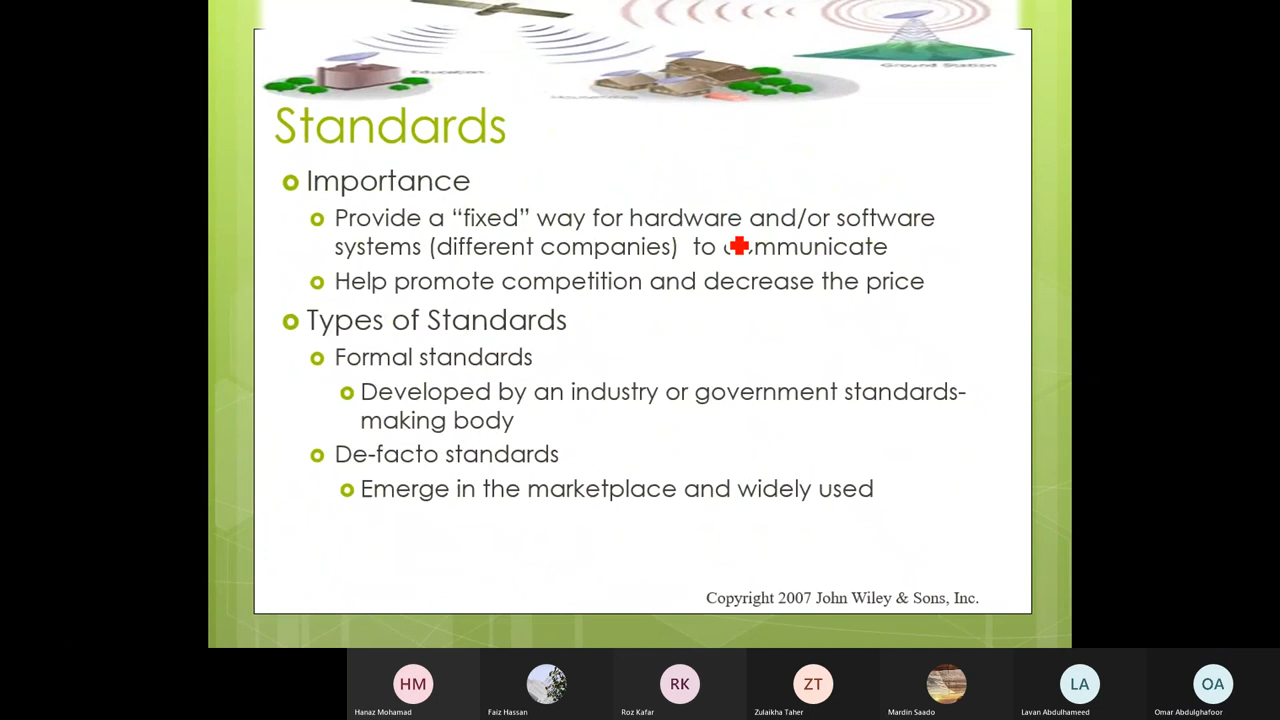 Education
Ground Station
Standards
Importance
Provide a “fixed” way for hardware and/or software
systems (different companies) to communicate
Help promote competition and decrease the price
Types of Standards
Formal standards
Developed by an industry or government standards-
making body
De-facto standards
Emerge in the marketplace and widely used
Copyright 2007 John Wiley & Sons, Inc.
HM RK ZT LA OA
Hanaz Mohamad Faiz Hassan Roz Kafar Zulaikha Taher Mardin Saado Lavan Abdulhameed Omar Abdulghafoor